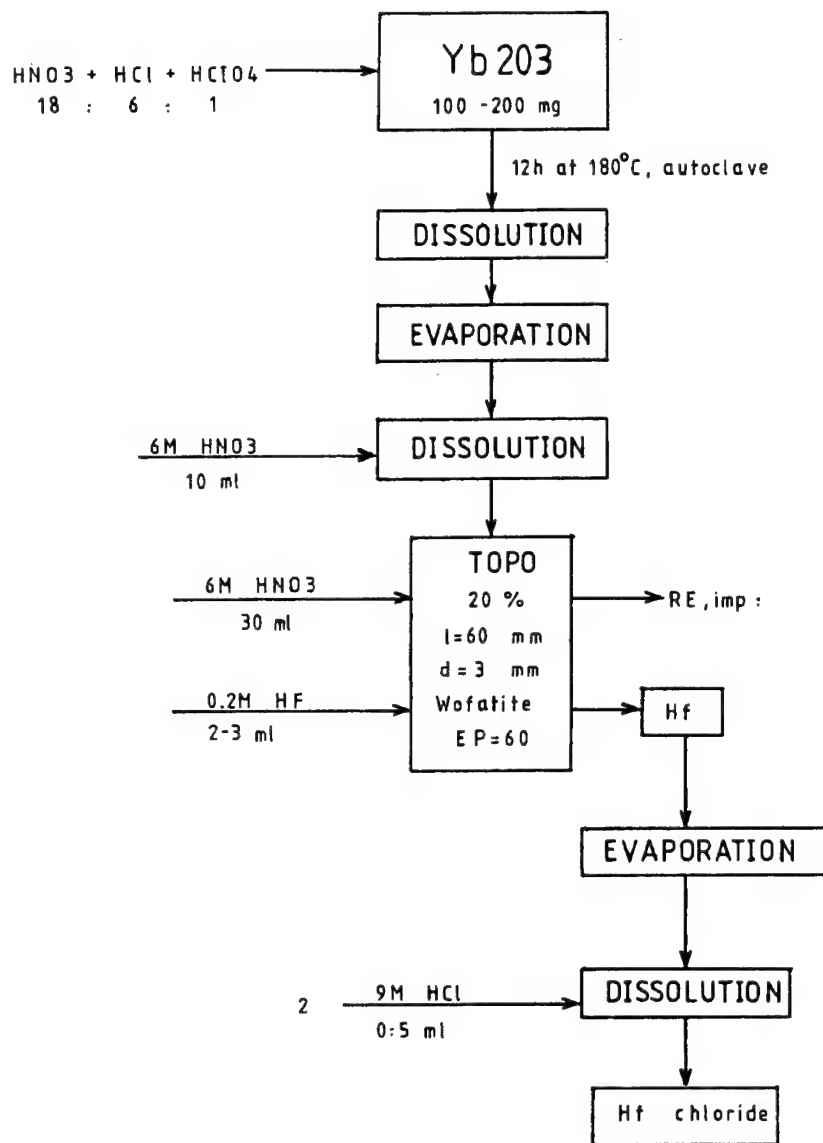 Yb203
HNO3 + HCl + HClO4
18 : 6 : 1
100 -200 mg
12h at 180°C, autoclave
DISSOLUTION
EVAPORATION
6M HNO3
10 ml
DISSOLUTION
TOPO
20 %
l=60 mm
d=3 mm
Wofatite
EP=60
6M HNO3
30 ml
RE,imp:
0.2M HF
2-3 ml
Hf
EVAPORATION
2
9M HCl
0:5 ml
DISSOLUTION
Hf chloride